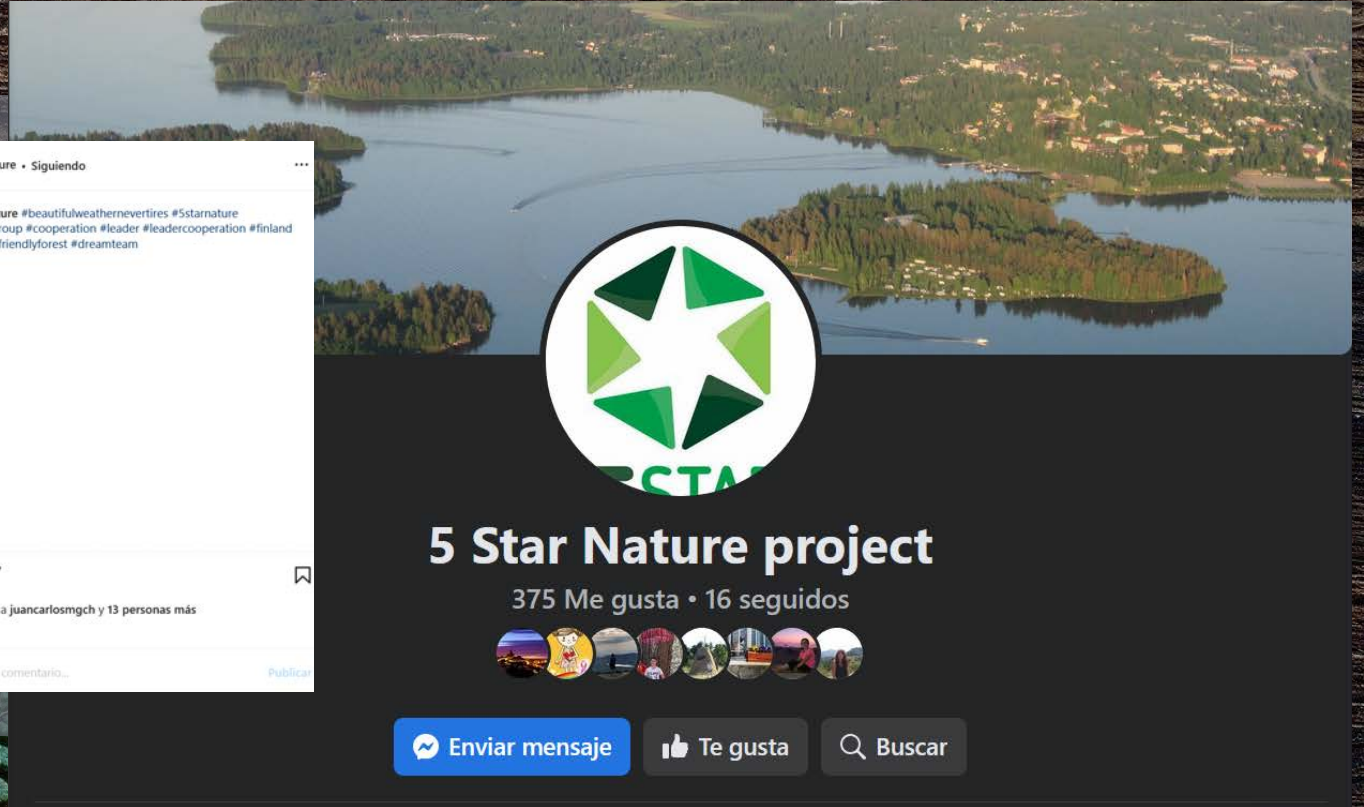 ure • Siguiendo
ure #beautifulweathernevertires #5starnature
roup #cooperation #leader #leadercooperation #finland
friendlyforest #dreamteam
a juancarlosmgch y 13 personas más
comentario...
Publicar
STA
5 Star Nature project
375 Me gusta • 16 seguidos
Enviar mensaje
Te gusta
Buscar